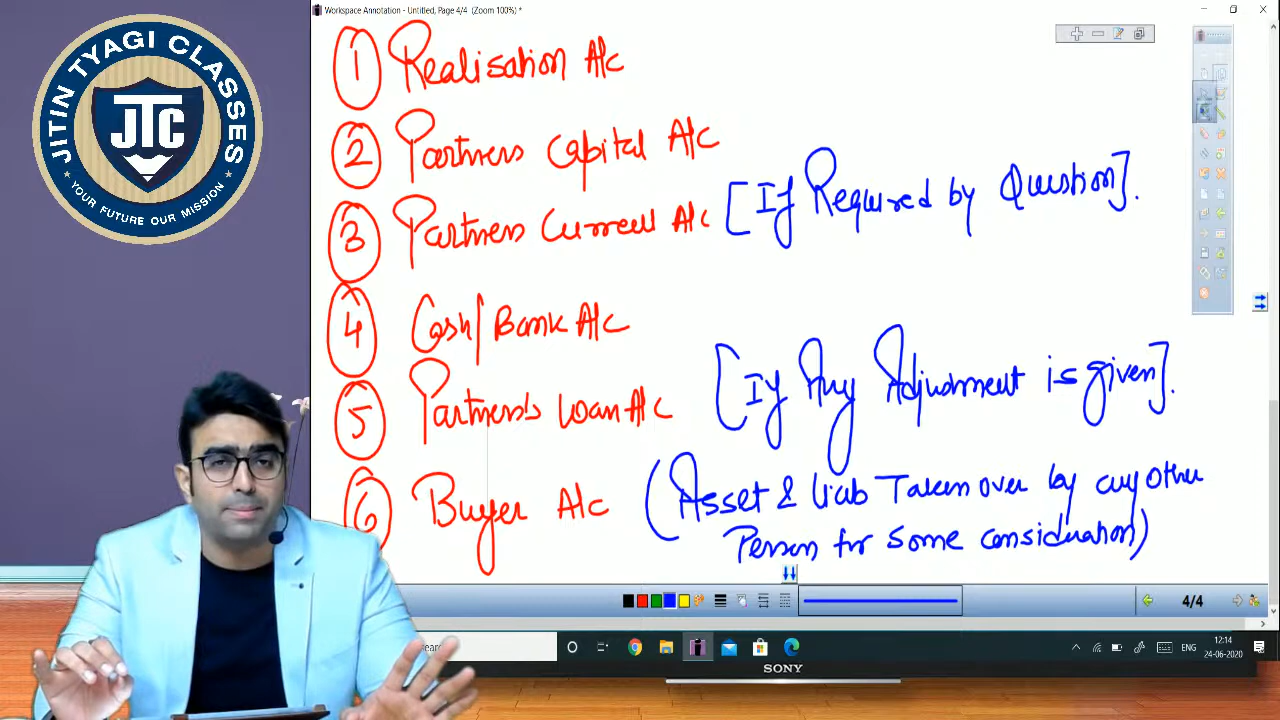 Workspace Annotation - Untitled, Page 4/4 (Zoom 100%) *
JITIN TYAGI CLASSES
JTC
YOUR FUTURE OUR MISSION
1 Realisation A/c
2 Partners Capital A/c
3 Partners Current A/c [If Required by Question].
4 Cash/Bank A/c
5 Partners's Loan A/c [If Any Adjustment is given].
6 Buyer A/c (Asset & Liab Taken over by any other
Person for Some consideration)
4/4
earc
ENG
12:14
24-06-2020
SONY